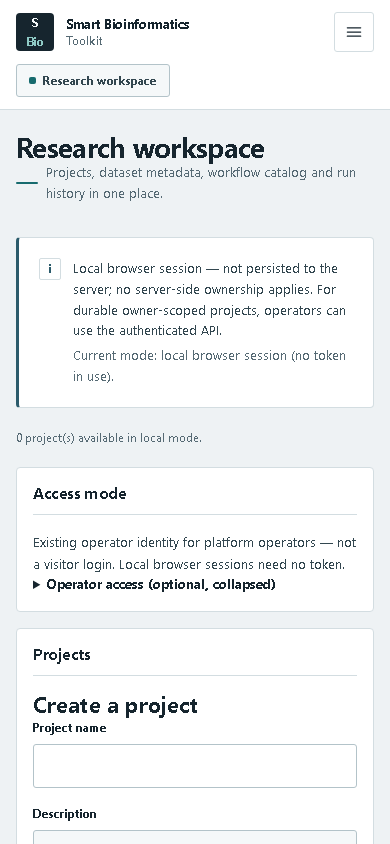 S
Bio
Smart Bioinformatics
Toolkit
Research workspace
Research workspace
Projects, dataset metadata, workflow catalog and run
history in one place.
i
Local browser session — not persisted to the
server; no server-side ownership applies. For
durable owner-scoped projects, operators can
use the authenticated API.
Current mode: local browser session (no token
in use).
0 project(s) available in local mode.
Access mode
Existing operator identity for platform operators — not
a visitor login. Local browser sessions need no token.
Operator access (optional, collapsed)
Projects
Create a project
Project name
Description